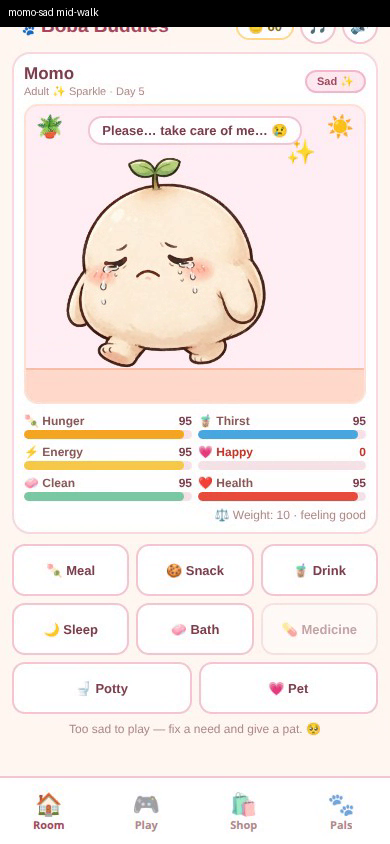 momo-sad mid-walk
Boba Buddies
Momo
Adult ✨ Sparkle · Day 5
Sad ✨
Please... take care of me... 😢
🍡 Hunger 95
🧋 Thirst 95
⚡ Energy 95
💗 Happy 0
🧼 Clean 95
❤️ Health 95
⚖️ Weight: 10 · feeling good
🍡 Meal
🍪 Snack
🧋 Drink
🌙 Sleep
🧼 Bath
💊 Medicine
🚽 Potty
💗 Pet
Too sad to play — fix a need and give a pat. 🥺
Room
Play
Shop
Pals